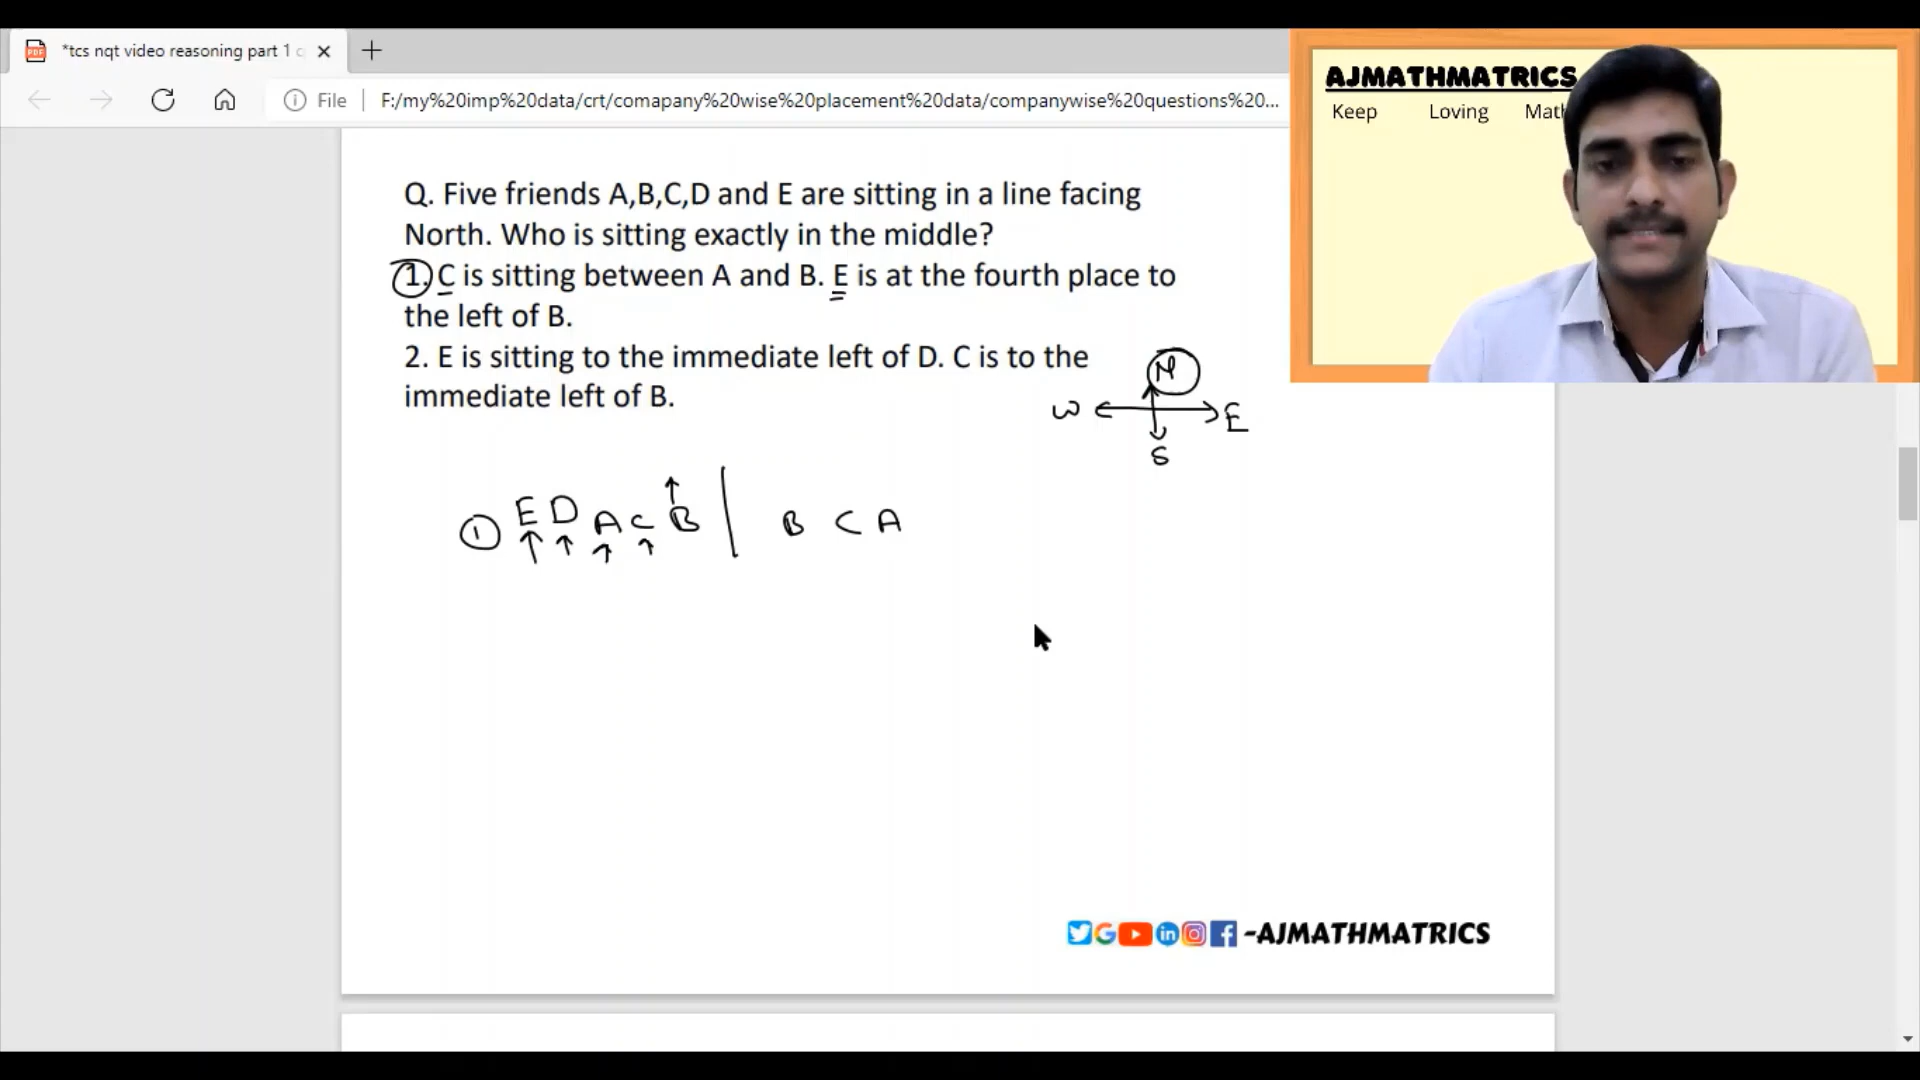 *tcs nqt video reasoning part 1 c
File
F:/my%20imp%20data/crt/comapany%20wise%20placement%20data/companywise%20questions%20...
AJMATHMATRICS
Keep Loving Math
Q. Five friends A,B,C,D and E are sitting in a line facing
North. Who is sitting exactly in the middle?
1. C is sitting between A and B. E is at the fourth place to
the left of B.
2. E is sitting to the immediate left of D. C is to the
immediate left of B.
N
W E
S
1 E D A C B | B C A
-AJMATHMATRICS